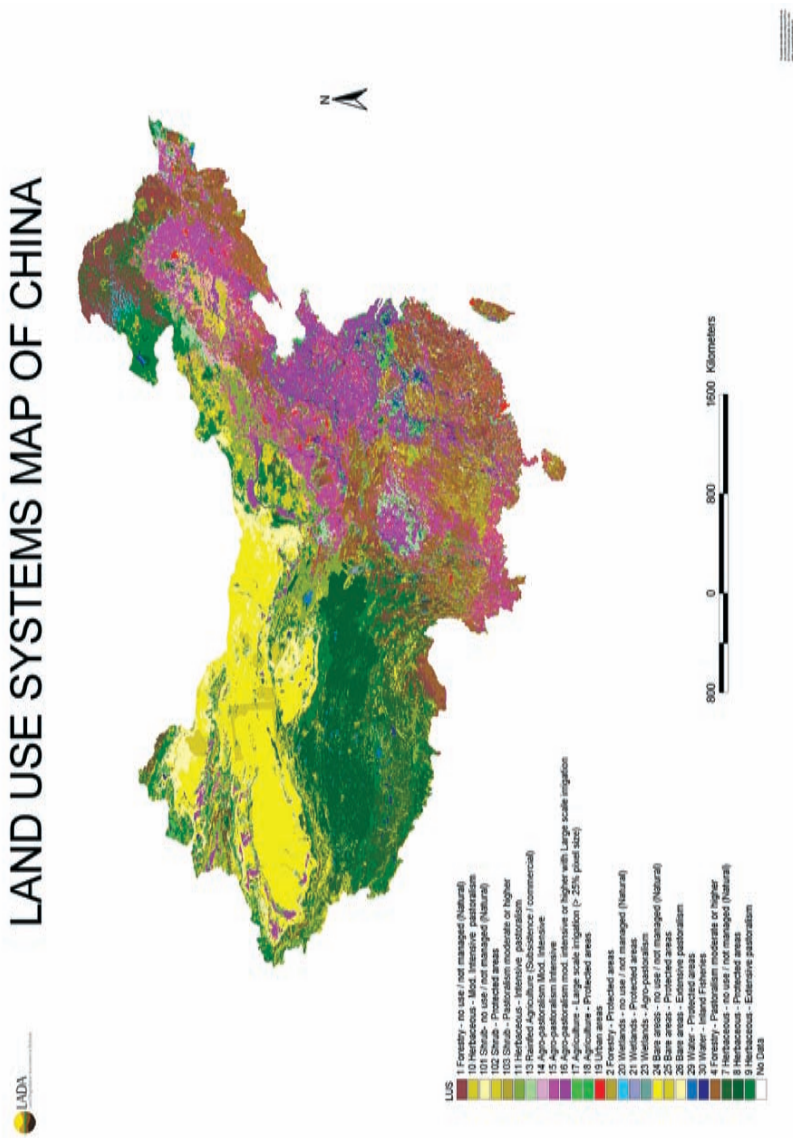 LAND USE SYSTEMS MAP OF CHINA
LADA
N
LUS
1 Forestry - no use / not managed (Natural)
10 Herbaceous - Mod. Intensive pastoralism
101 Shrub- no use / not managed (Natural)
102 Shrub - Protected areas
103 Shrub - Pastoralism moderate or higher
11 Herbaceous - Intensive pastoralism
13 Rainfed Agriculture (Subsistence / commercial)
14 Agro-pastoralism Mod. Intensive
15 Agro-pastoralism Intensive
16 Agro-pastoralism mod. intensive or higher with Large scale irrigation
17 Agriculture - Large scale irrigation (> 25% pixel size)
18 Agriculture - Protected areas
19 Urban areas
2 Forestry - Protected areas
20 Wetlands - no use / not managed (Natural)
21 Wetlands - Protected areas
23 Wetlands - Agro-pastoralism
24 Bare areas - no use / not managed (Natural)
25 Bare areas - Protected areas
26 Bare areas - Extensive pastoralism
29 Water - Protected areas
30 Water - Inland Fisheries
4 Forestry - Pastoralism moderate or higher
7 Herbaceous - no use / not managed (Natural)
8 Herbaceous - Protected areas
9 Herbaceous - Extensive pastoralism
No Data
800 0 800 1600 Kilometers